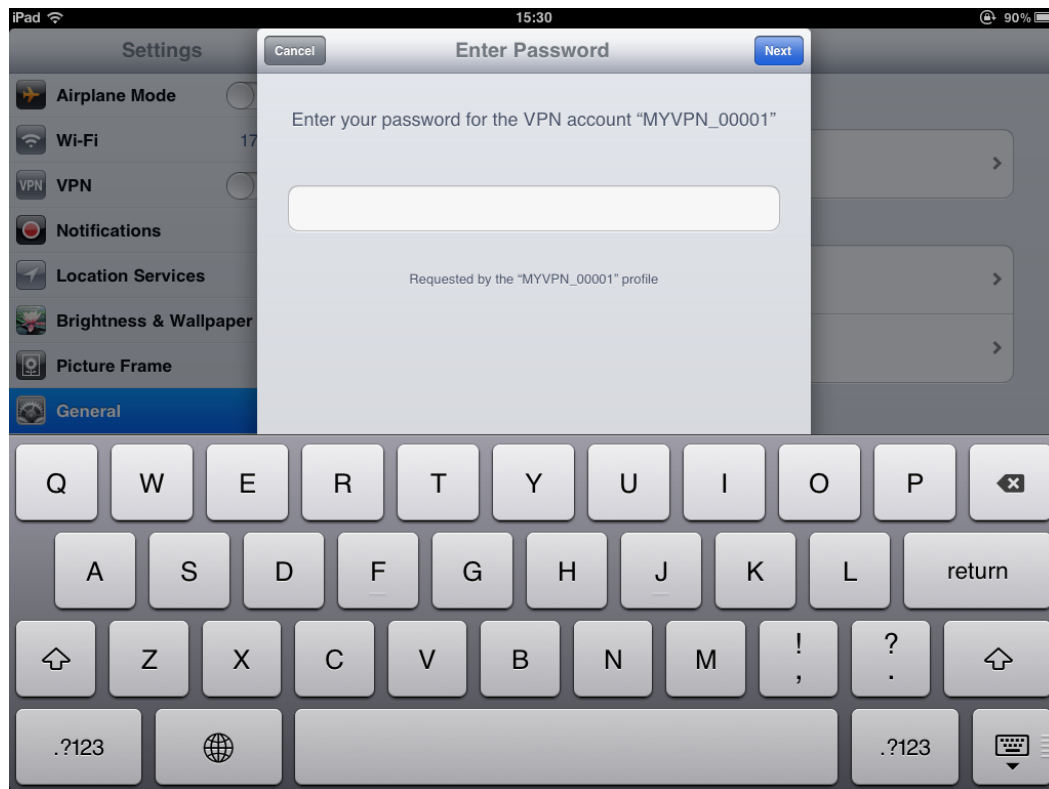 iPad 15:30 90%
Settings
Cancel Enter Password Next
Airplane Mode
Enter your password for the VPN account “MYVPN_00001”
Wi-Fi 17
VPN VPN
Notifications
Location Services
Requested by the “MYVPN_00001” profile
Brightness & Wallpaper
Picture Frame
General
Q W E R T Y U I O P
A S D F G H J K L return
Z X C V B N M ! , ? .
.?123 .?123